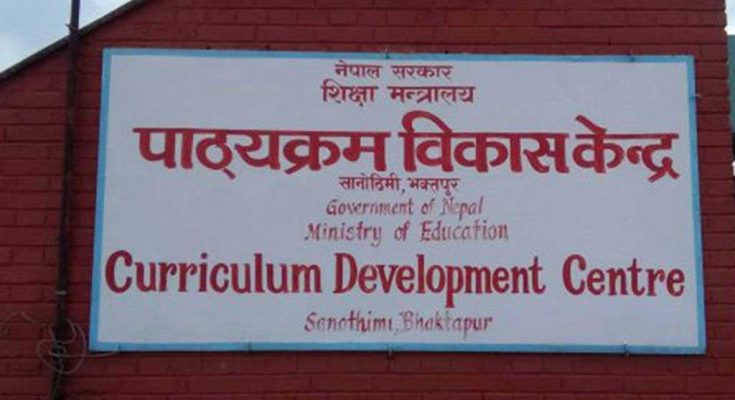 नेपाल सरकार
शिक्षा मन्त्रालय
पाठ्यक्रम विकास केन्द्र
सानोठिमी, भक्तपुर
Government of Nepal
Ministry of Education
Curriculum Development Centre
Sanothimi, Bhaktapur